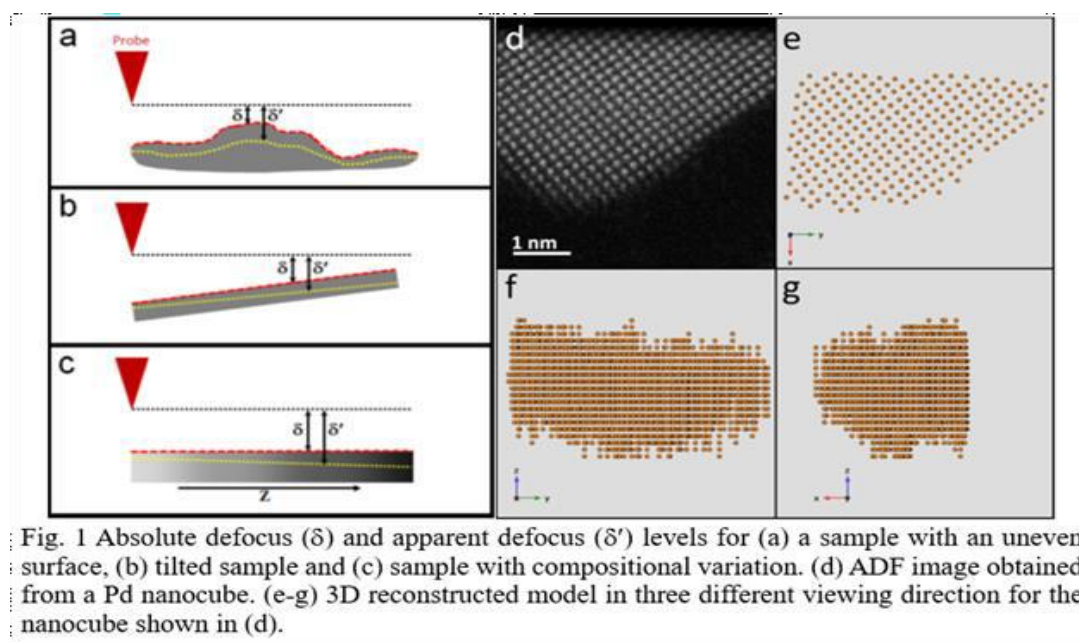 a
Probe
δ
δ′
b
δ
δ′
c
δ
δ′
Z
d
1 nm
e
y
x
f
z
y
g
z
x
Fig. 1 Absolute defocus (δ) and apparent defocus (δ′) levels for (a) a sample with an uneven
surface, (b) tilted sample and (c) sample with compositional variation. (d) ADF image obtained
from a Pd nanocube. (e-g) 3D reconstructed model in three different viewing direction for the
nanocube shown in (d).